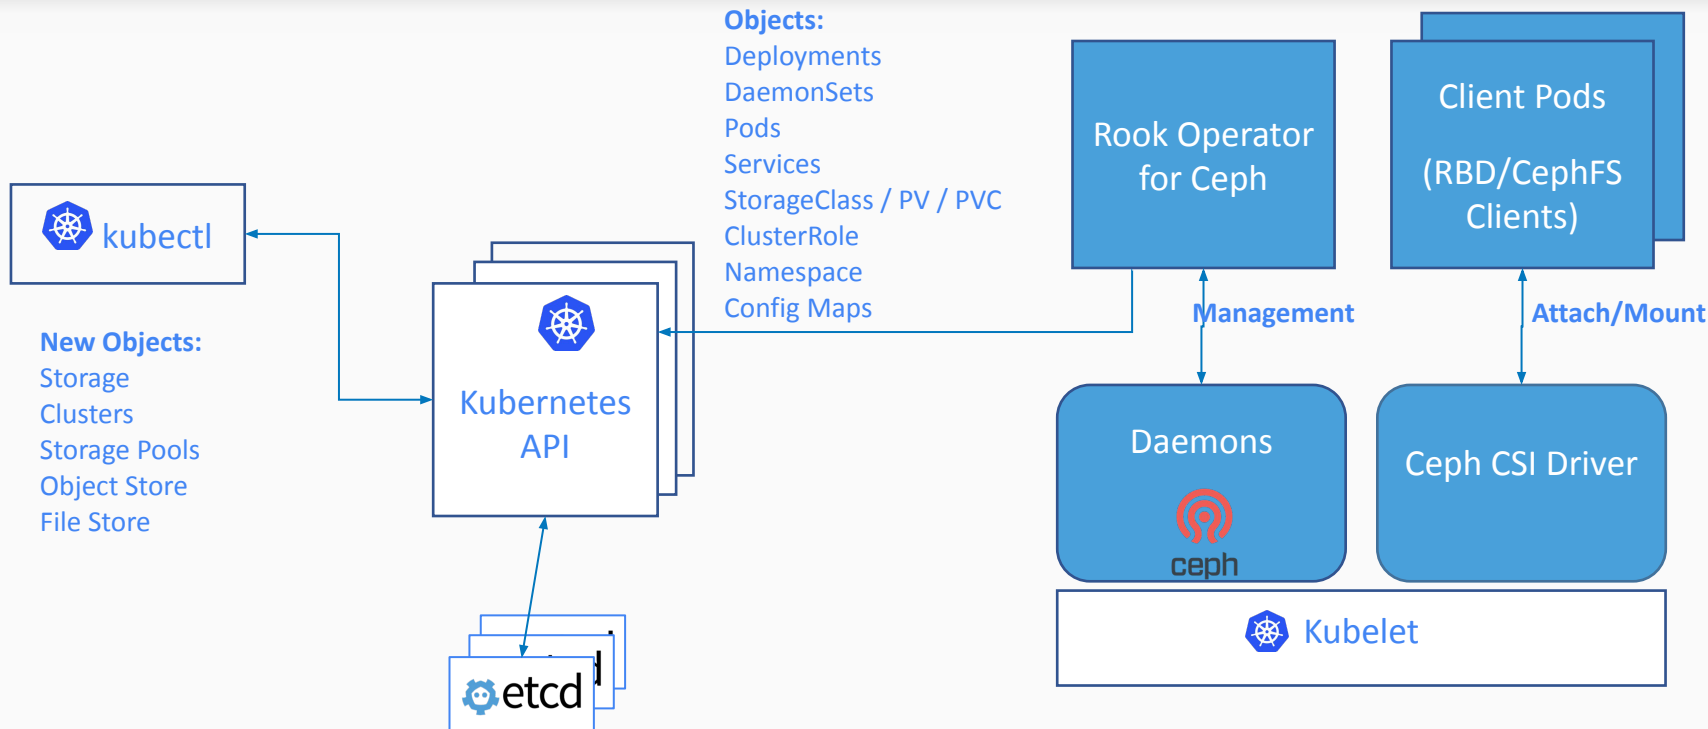 Objects:
Deployments
DaemonSets
Pods
Services
StorageClass / PV / PVC
ClusterRole
Namespace
Config Maps
kubectl
New Objects:
Storage
Clusters
Storage Pools
Object Store
File Store
Kubernetes
API
etcd
Rook Operator
for Ceph
Client Pods
(RBD/CephFS
Clients)
Management
Attach/Mount
Daemons
ceph
Ceph CSI Driver
Kubelet